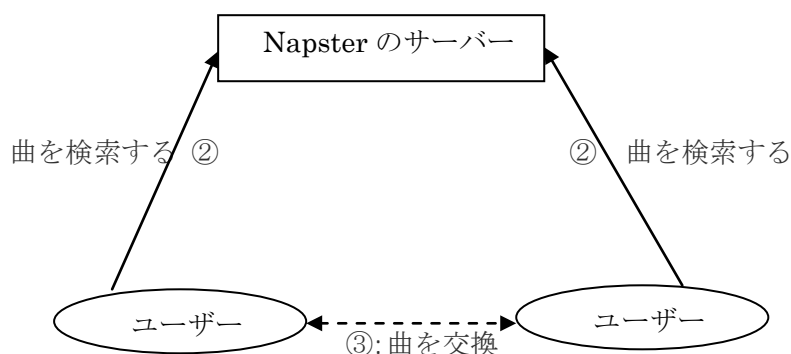 Napster のサーバー
曲を検索する ②
② 曲を検索する
ユーザー
ユーザー
③: 曲を交換